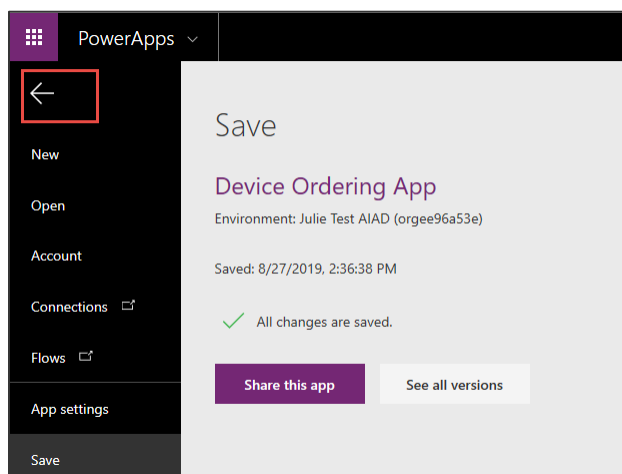 PowerApps
New
Open
Account
Connections
Flows
App settings
Save
Save
Device Ordering App
Environment: Julie Test AIAD (orgee96a53e)
Saved: 8/27/2019, 2:36:38 PM
All changes are saved.
Share this app
See all versions